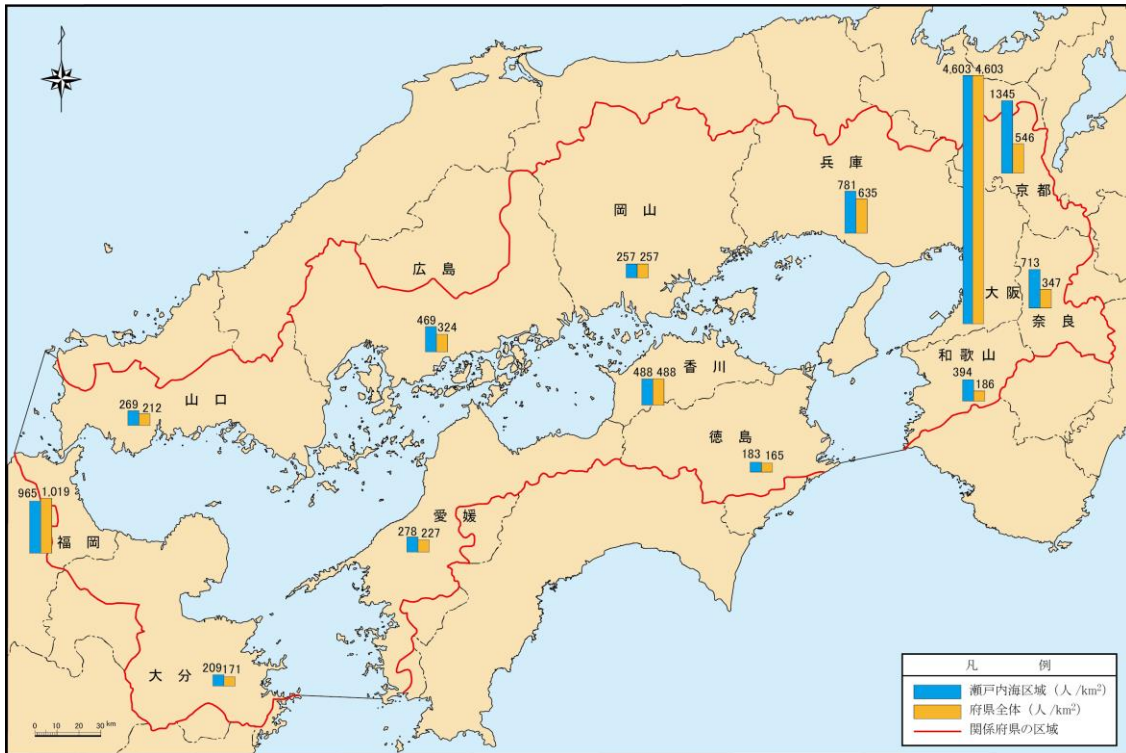 4,603 4,603
1345
546
京 都
兵 庫
781
635
岡 山
257 257
大 阪
713
347
奈 良
広 島
469
324
和 歌 山
394
186
香 川
488 488
山 口
269 212
徳 島
183 165
965
1,019
福 岡
愛 媛
278
227
大 分
209 171
0 10 20 30 km
凡 例
瀬戸内海区域（人/km²）
府県全体（人/km²）
関係府県の区域